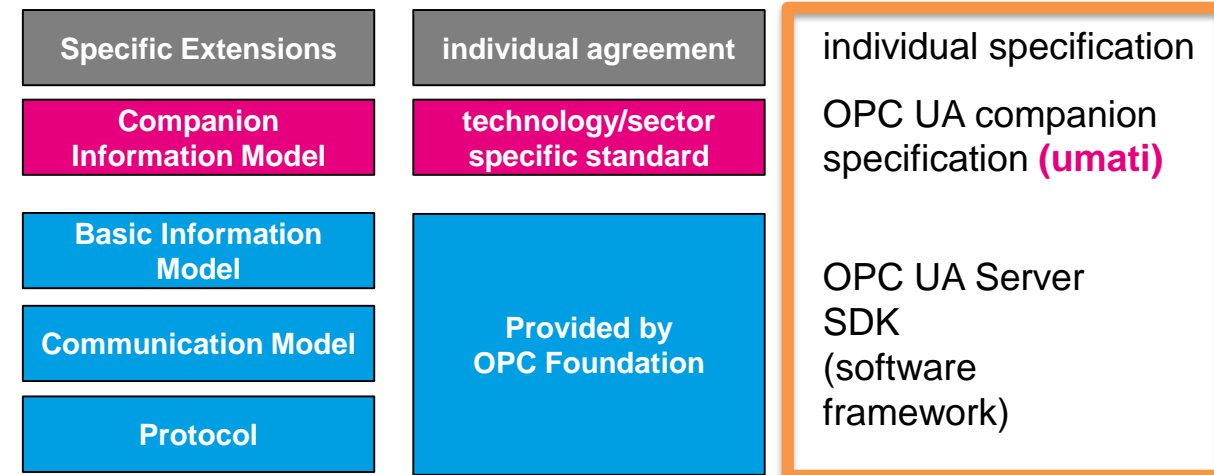 Specific Extensions
individual agreement
individual specification
Companion
Information Model
technology/sector
specific standard
OPC UA companion
specification (umati)
Basic Information
Model
Communication Model
Protocol
Provided by
OPC Foundation
OPC UA Server
SDK
(software
framework)